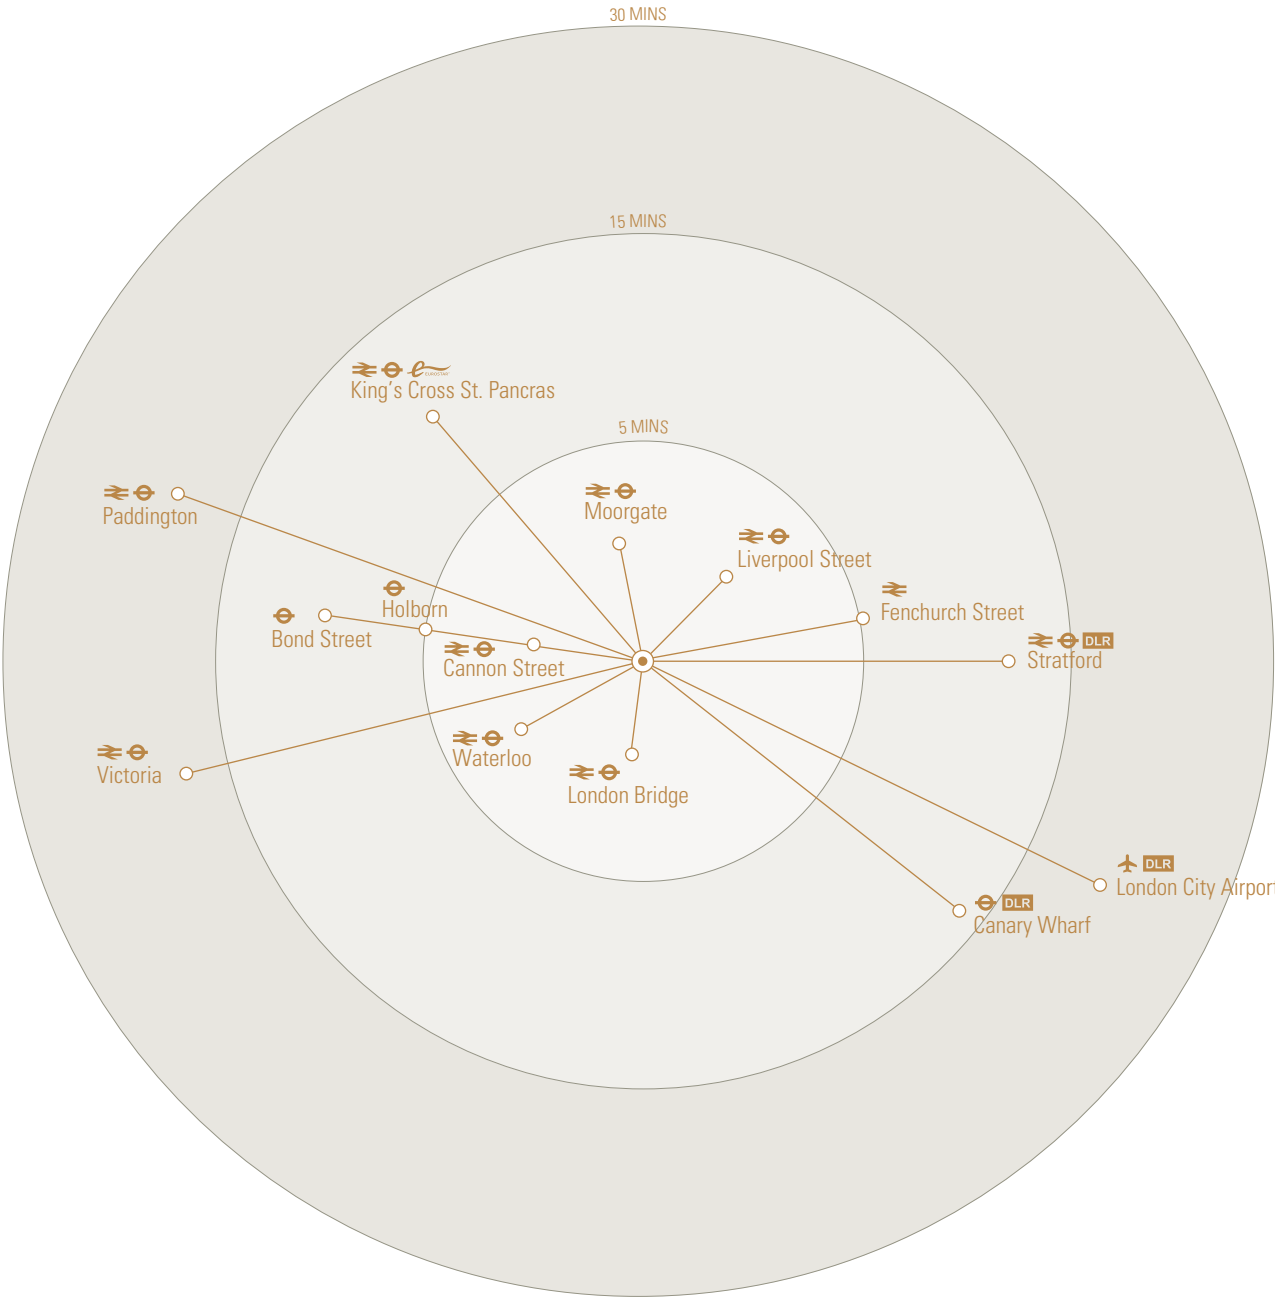 30 MINS
15 MINS
EUROSTAR
King's Cross St. Pancras
5 MINS
Moorgate
Paddington
Liverpool Street
Holborn
Fenchurch Street
Bond Street
DLR
Stratford
Cannon Street
Waterloo
Victoria
London Bridge
DLR
London City Airport
DLR
Canary Wharf